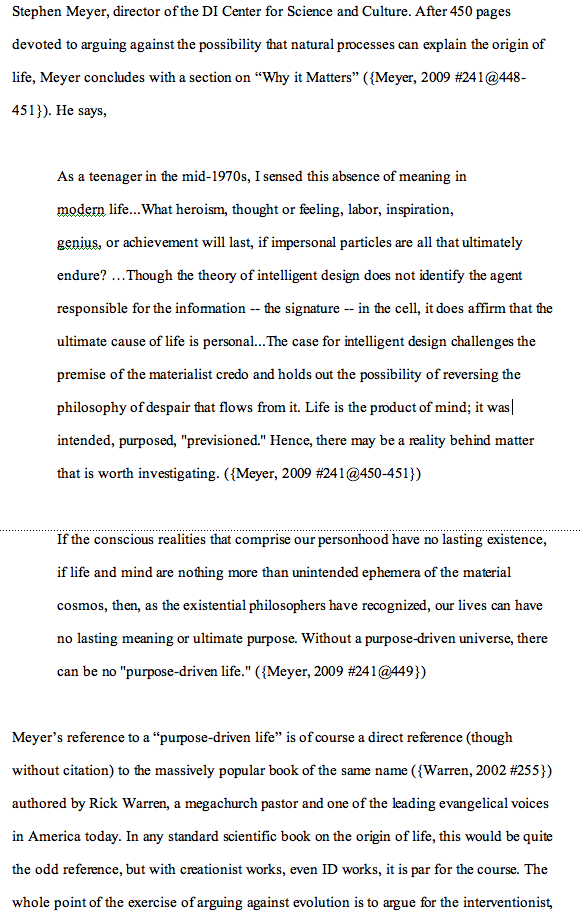 Stephen Meyer, director of the DI Center for Science and Culture. After 450 pages
devoted to arguing against the possibility that natural processes can explain the origin of
life, Meyer concludes with a section on “Why it Matters” ({Meyer, 2009 #241@448-
451}). He says,
As a teenager in the mid-1970s, I sensed this absence of meaning in
modern life...What heroism, thought or feeling, labor, inspiration,
genius, or achievement will last, if impersonal particles are all that ultimately
endure? ...Though the theory of intelligent design does not identify the agent
responsible for the information -- the signature -- in the cell, it does affirm that the
ultimate cause of life is personal...The case for intelligent design challenges the
premise of the materialist credo and holds out the possibility of reversing the
philosophy of despair that flows from it. Life is the product of mind; it was
intended, purposed, "previsioned." Hence, there may be a reality behind matter
that is worth investigating. ({Meyer, 2009 #241@450-451})
If the conscious realities that comprise our personhood have no lasting existence,
if life and mind are nothing more than unintended ephemera of the material
cosmos, then, as the existential philosophers have recognized, our lives can have
no lasting meaning or ultimate purpose. Without a purpose-driven universe, there
can be no "purpose-driven life." ({Meyer, 2009 #241@449})
Meyer’s reference to a “purpose-driven life” is of course a direct reference (though
without citation) to the massively popular book of the same name ({Warren, 2002 #255})
authored by Rick Warren, a megachurch pastor and one of the leading evangelical voices
in America today. In any standard scientific book on the origin of life, this would be quite
the odd reference, but with creationist works, even ID works, it is par for the course. The
whole point of the exercise of arguing against evolution is to argue for the interventionist,